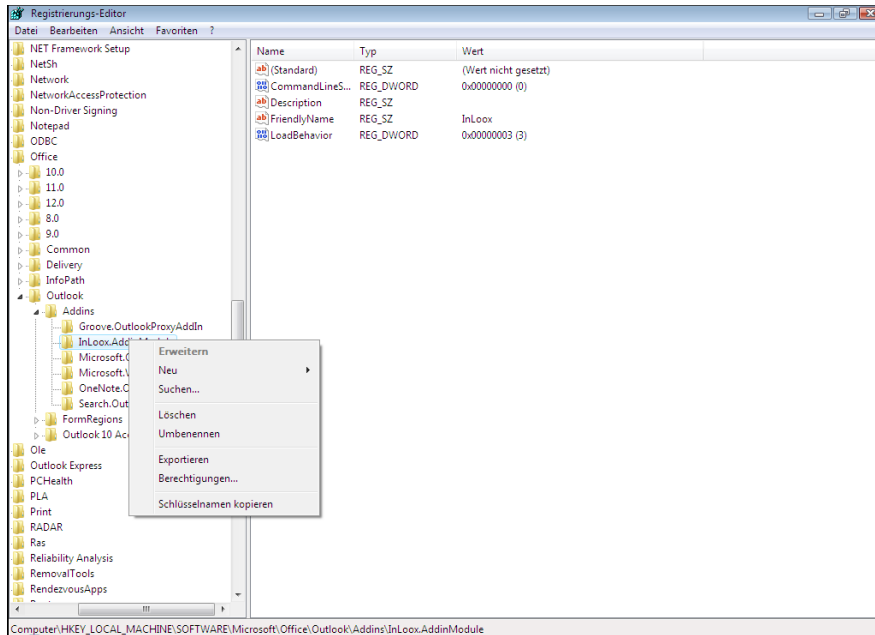 Registrierungs-Editor
Datei Bearbeiten Ansicht Favoriten ?
NET Framework Setup
NetSh
Network
NetworkAccessProtection
Non-Driver Signing
Notepad
ODBC
Office
10.0
11.0
12.0
8.0
9.0
Common
Delivery
InfoPath
Outlook
Addins
Groove.OutlookProxyAddIn
InLoox.Add
Microsoft.
Microsoft.
OneNote.
Search.Out
FormRegions
Outlook 10
Ole
Outlook Express
PCHealth
PLA
Print
RADAR
Ras
Reliability Analysis
RemovalTools
RendezvousApps
Name Typ Wert
(Standard) REG_SZ (Wert nicht gesetzt)
CommandLineS... REG_DWORD 0x00000000 (0)
Description REG_SZ
FriendlyName REG_SZ InLoox
LoadBehavior REG_DWORD 0x00000003 (3)
Erweitern
Neu
Suchen...
Löschen
Umbenennen
Exportieren
Berechtigungen...
Schlüsselnamen kopieren
Computer\HKEY_LOCAL_MACHINE\SOFTWARE\Microsoft\Office\Outlook\Addins\InLoox.AddinModule